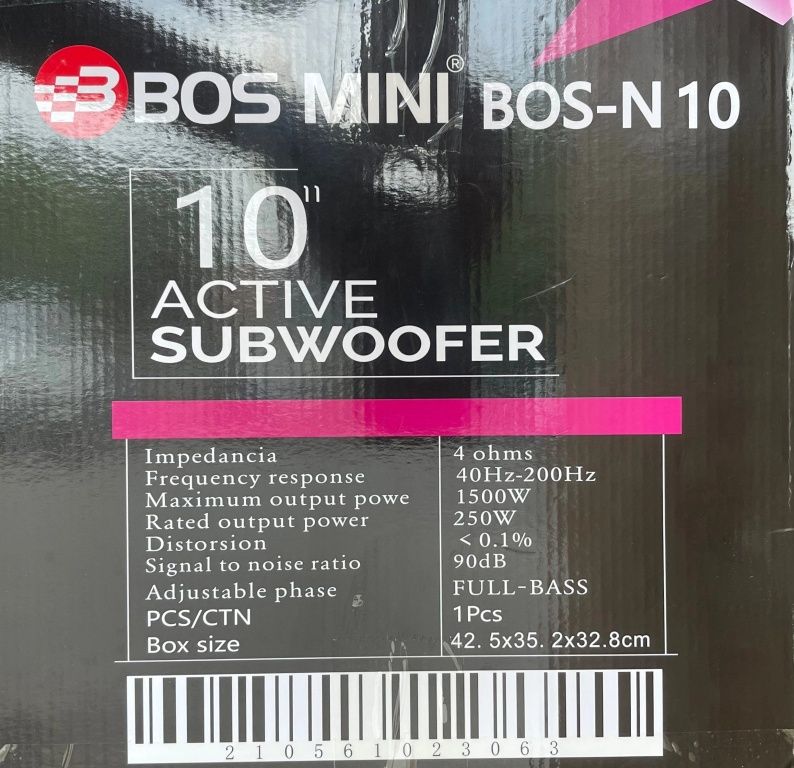 B BOS MINI® BOS-N 10
10"
ACTIVE
SUBWOOFER
Impedancia 4 ohms
Frequency response 40Hz-200Hz
Maximum output powe 1500W
Rated output power 250W
Distorsion < 0.1%
Signal to noise ratio 90dB
Adjustable phase FULL-BASS
PCS/CTN 1Pcs
Box size 42. 5x35. 2x32.8cm
210561023063